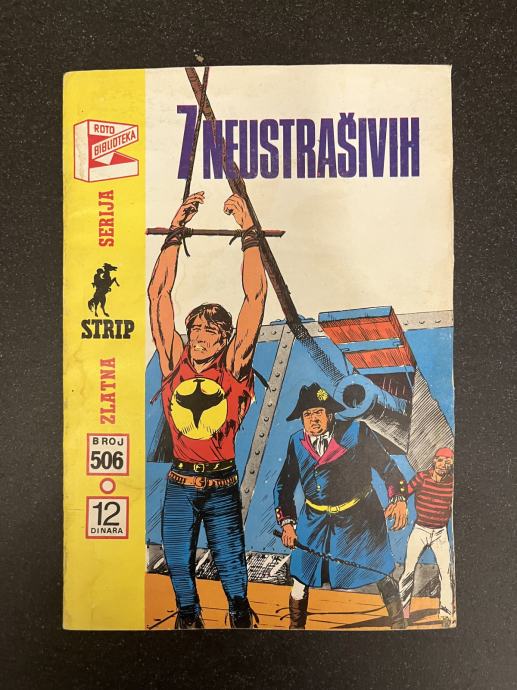 ROTO
BIBLIOTEKA
7 NEUSTRAŠIVIH
ZLATNA SERIJA
STRIP
BROJ
506
12
DINARA